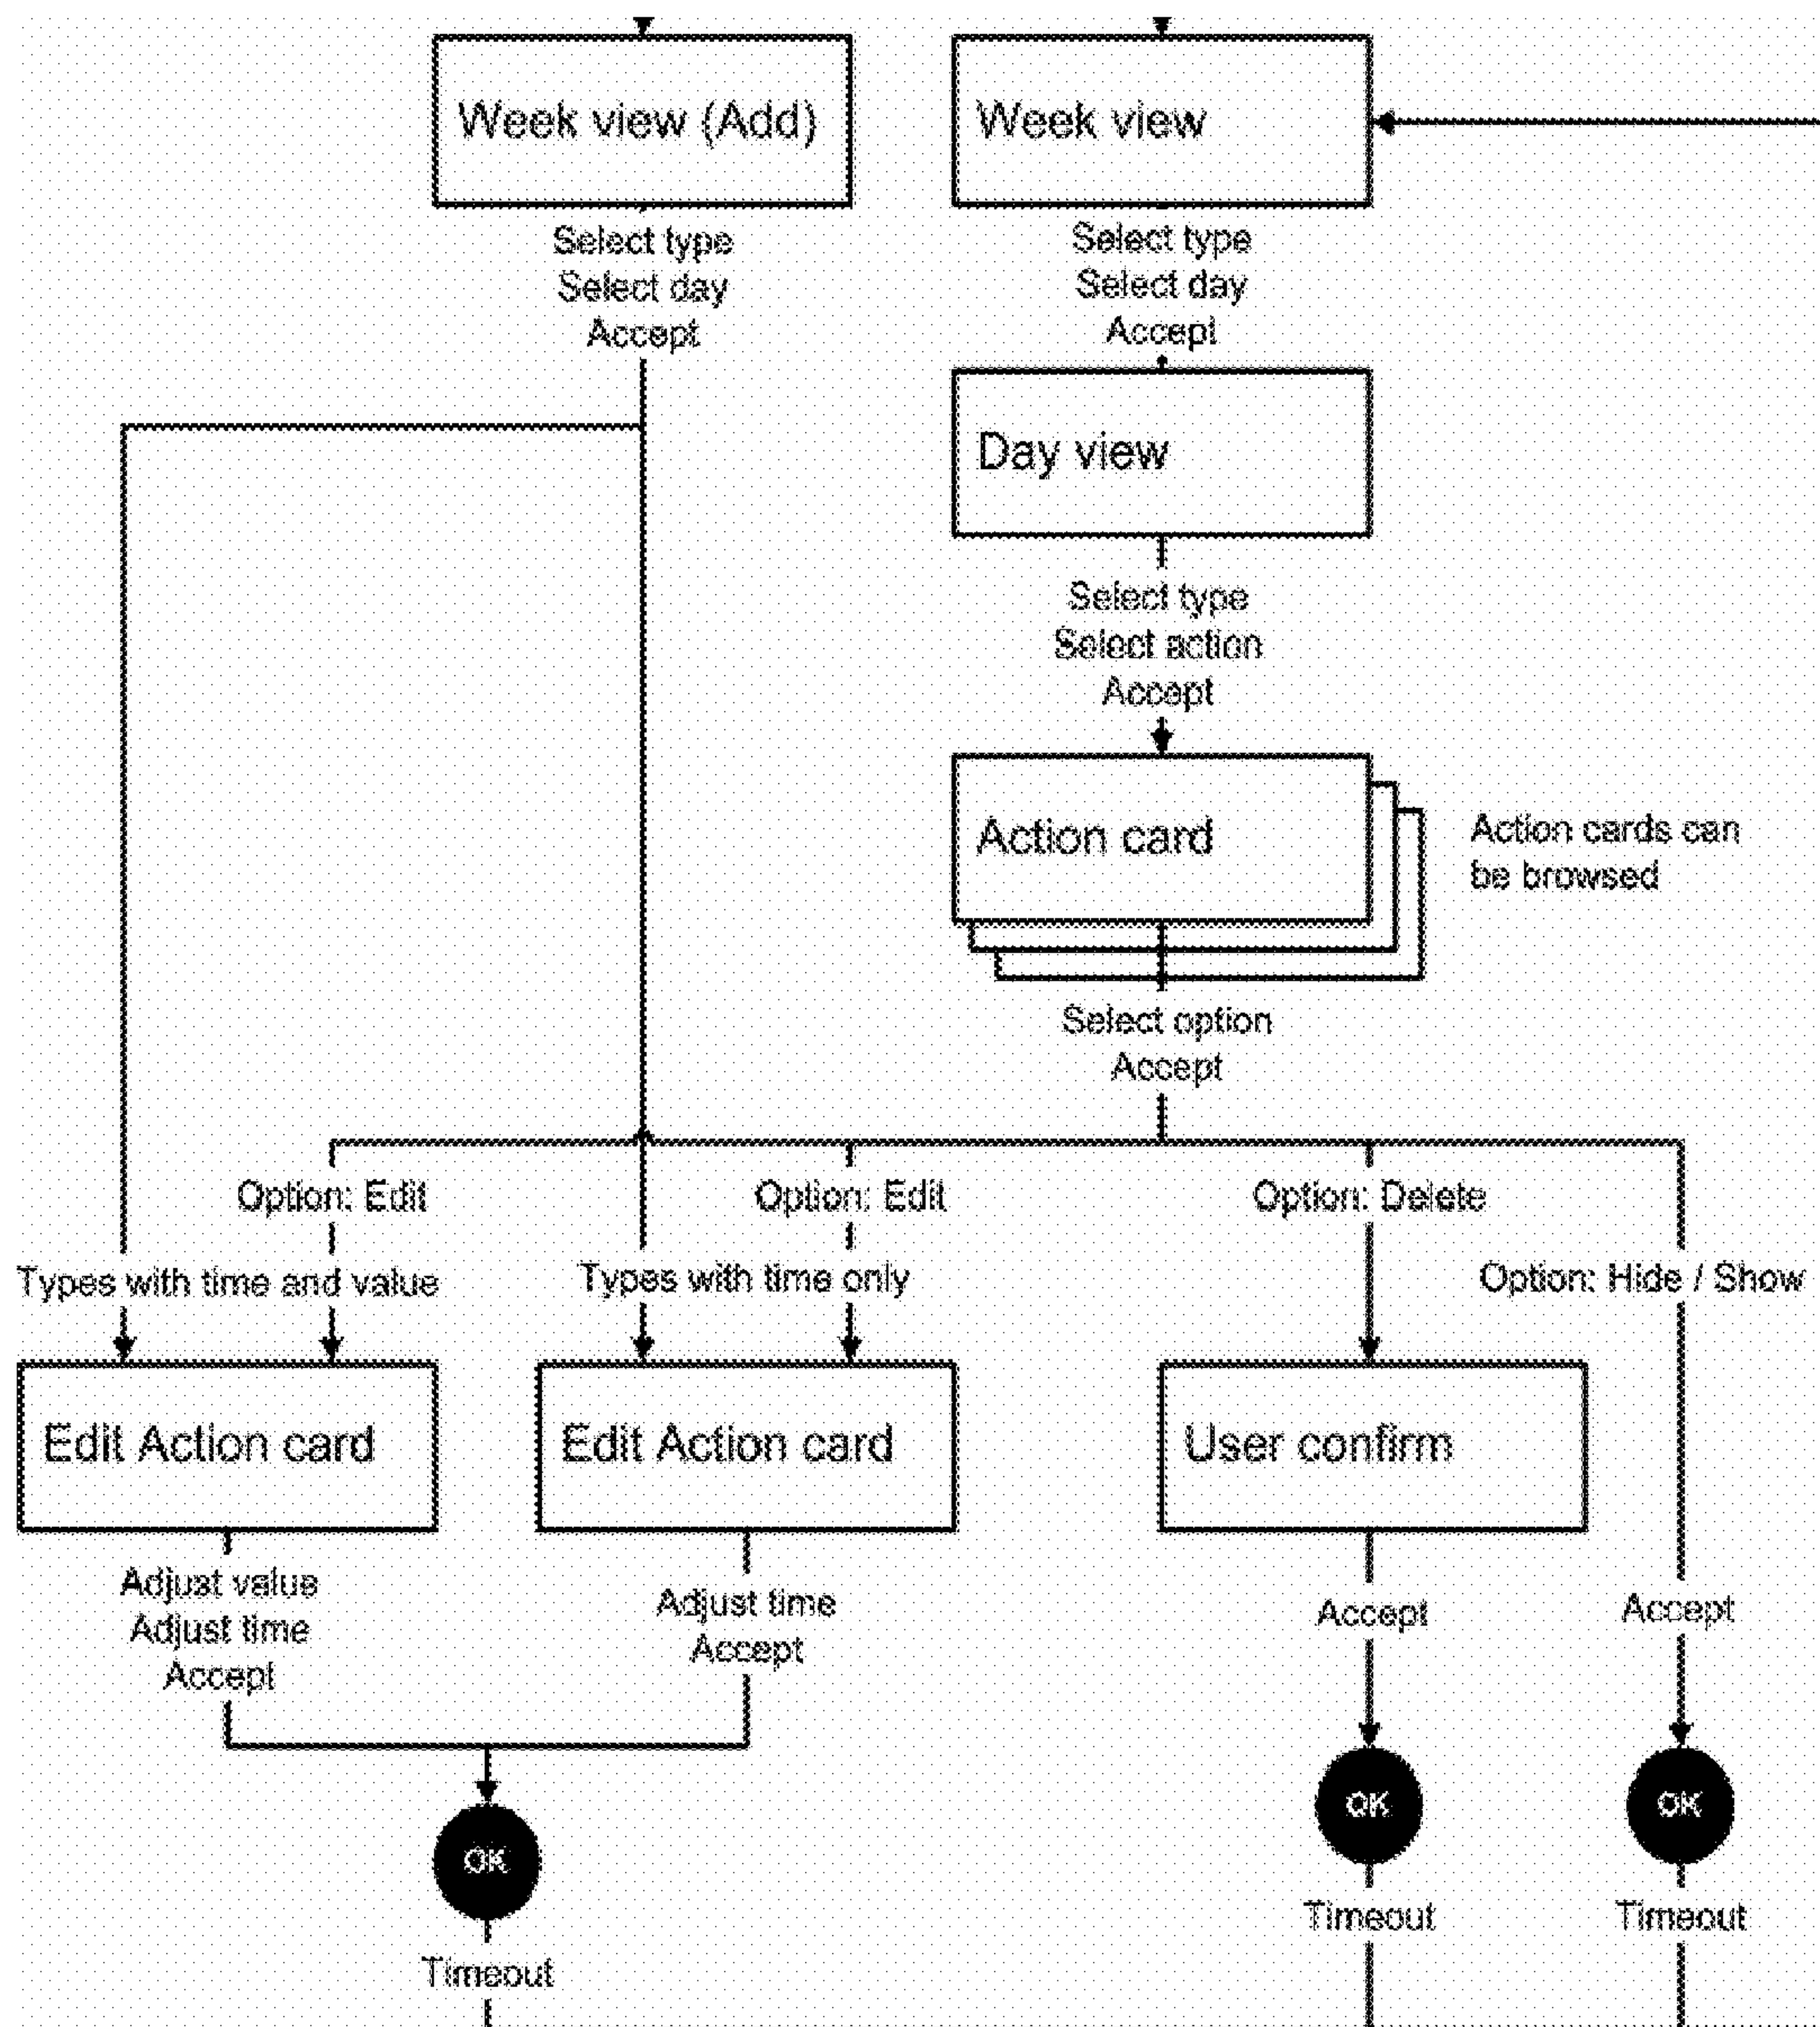 Week view (Add)
Week view
Select type
Select day
Accept
Select type
Select day
Accept
Day view
Select type
Select action
Accept
Action card
Action cards can
be browsed
Select option
Accept
Option: Edit
Option: Edit
Option: Delete
Types with time and value
Types with time only
Option: Hide / Show
Edit Action card
Edit Action card
User confirm
Adjust value
Adjust time
Accept
Adjust time
Accept
Accept
Accept
OK
OK
OK
Timeout
Timeout
Timeout